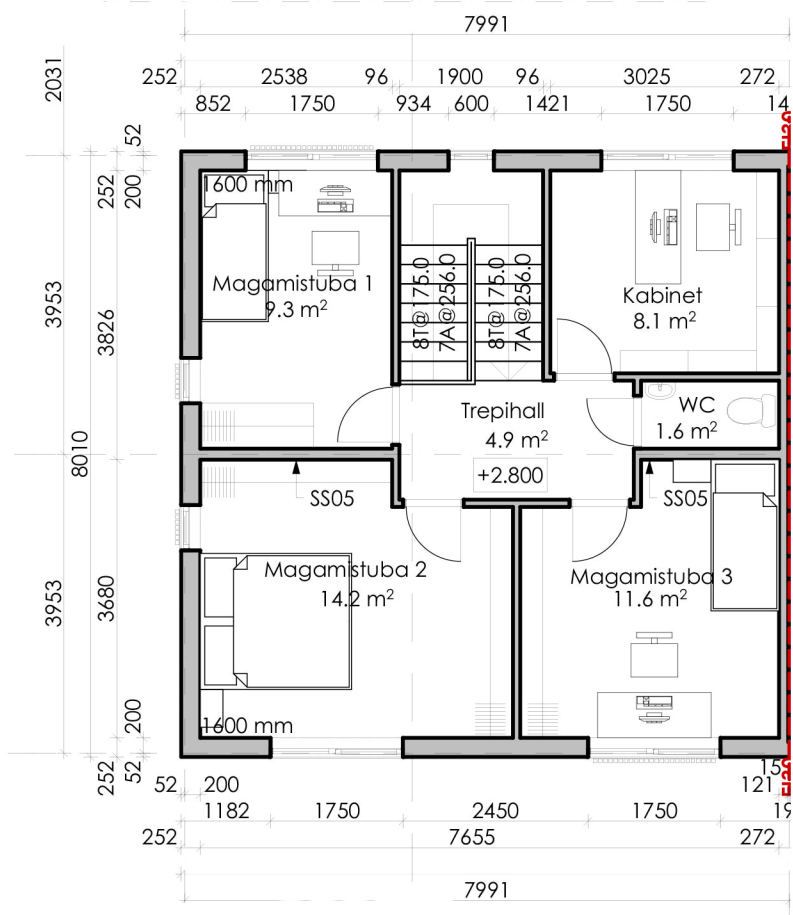 7991
252 2538 96 1900 96 3025 272
852 1750 934 600 1421 1750 14
2031
52
252
200
1600 mm
Magamistuba 1
9.3 m²
8T@175.0
7A@256.0
8T@175.0
7A@256.0
Kabinet
8.1 m²
3953
3826
Trepihall
4.9 m²
WC
1.6 m²
+2.800
8010
SS05
SS05
Magamistuba 2
14.2 m²
Magamistuba 3
11.6 m²
3953
3680
1600 mm
200
252
52
15
52 200 121
1182 1750 2450 1750 19
252 7655 272
7991